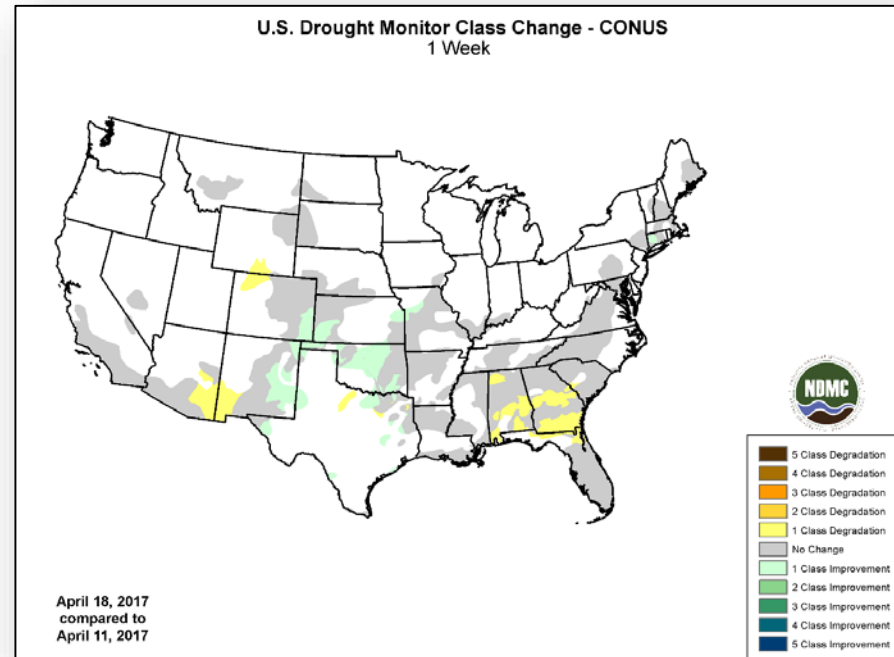 U.S. Drought Monitor Class Change - CONUS
1 Week
NDMC
5 Class Degradation
4 Class Degradation
3 Class Degradation
2 Class Degradation
1 Class Degradation
No Change
1 Class Improvement
2 Class Improvement
3 Class Improvement
4 Class Improvement
5 Class Improvement
April 18, 2017
compared to
April 11, 2017